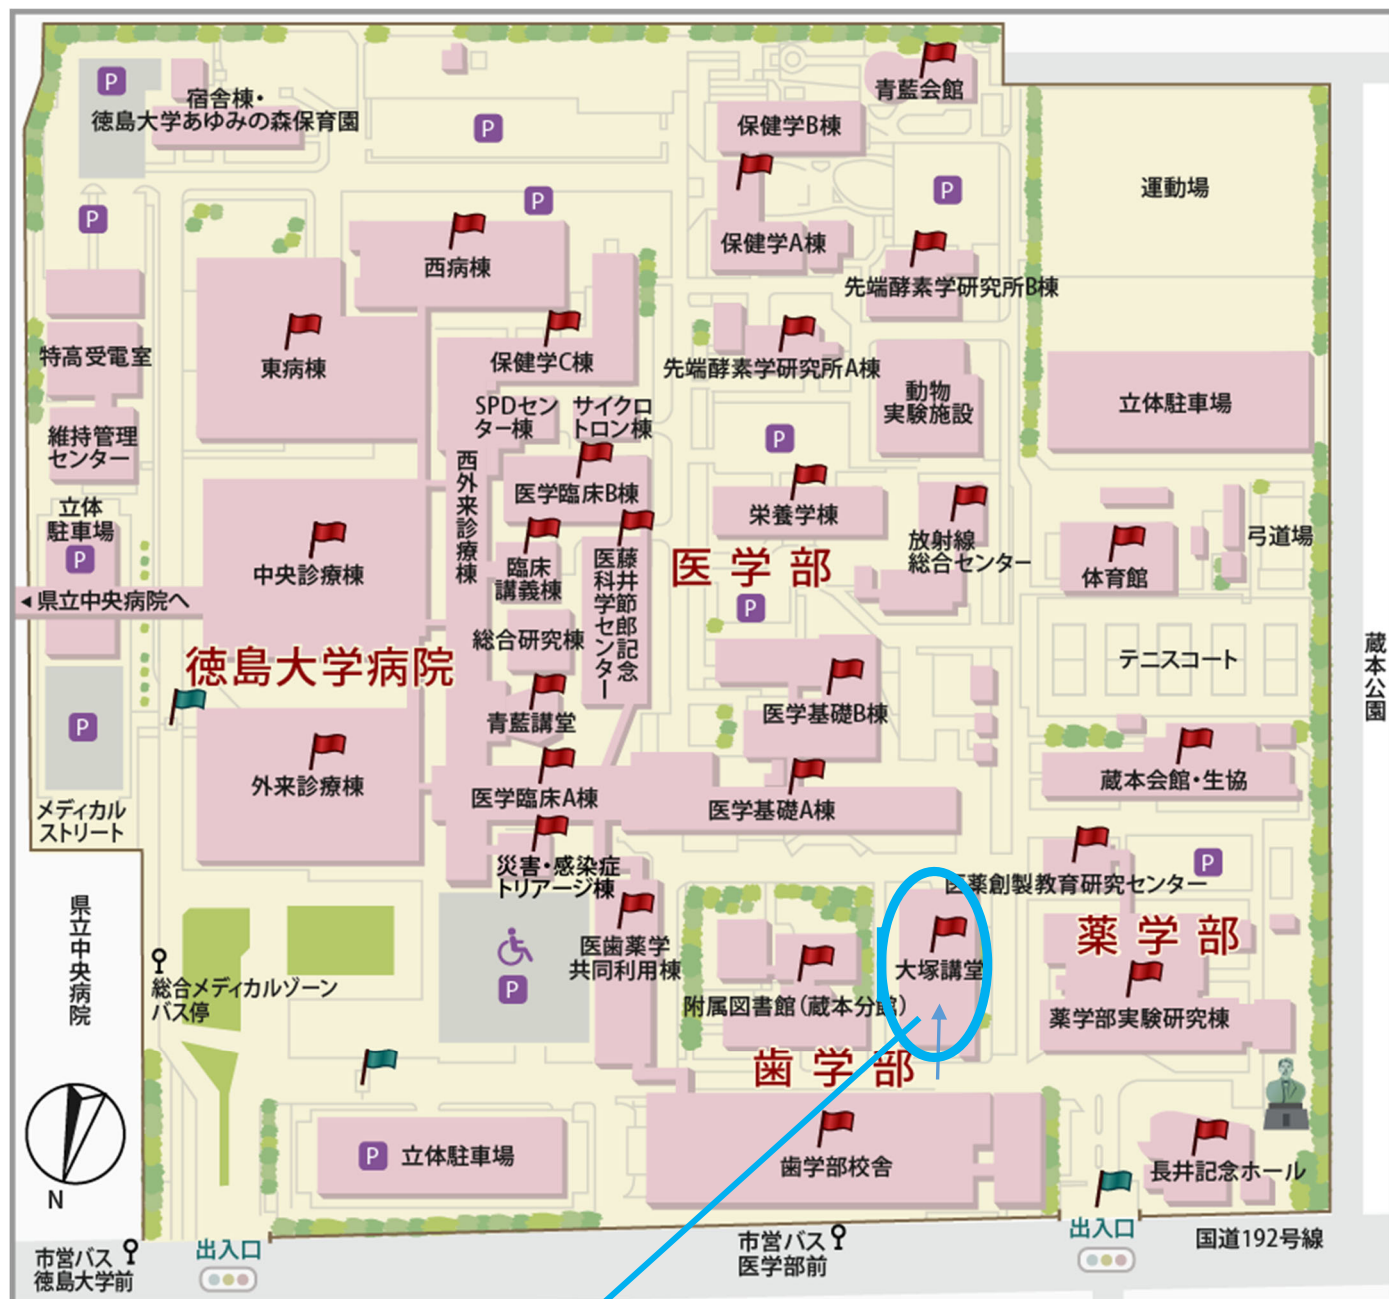 青藍会館
P
宿舎棟・
徳島大学あゆみの森保育園
P
保健学B棟
運動場
P
P
P
保健学A棟
西病棟
先端酵素学研究所B棟
特高受電室
東病棟
保健学C棟
先端酵素学研究所A棟
動物
実験施設
立体駐車場
SPDセン
ター棟
サイクロ
トロン棟
維持管理
センター
P
西外来診療棟
医学臨床B棟
栄養学棟
立体
駐車場
P
放射線
総合センター
弓道場
中央診療棟
臨床
講義棟
藤井節郎記念
医科学センター
医学部
体育館
◀県立中央病院へ
P
総合研究棟
テニスコート
蔵本公園
徳島大学病院
P
青藍講堂
医学基礎B棟
外来診療棟
医学臨床A棟
医学基礎A棟
蔵本会館・生協
メディカル
ストリート
災害・感染症
トリアージ棟
医薬創製教育研究センター
P
県立中央病院
医歯薬学
共同利用棟
大塚講堂
薬学部
総合メディカルゾーン
バス停
P
附属図書館(蔵本分館)
薬学部実験研究棟
歯学部
P
立体駐車場
歯学部校舎
長井記念ホール
N
市営バス
徳島大学前
出入口
市営バス
医学部前
出入口
国道192号線